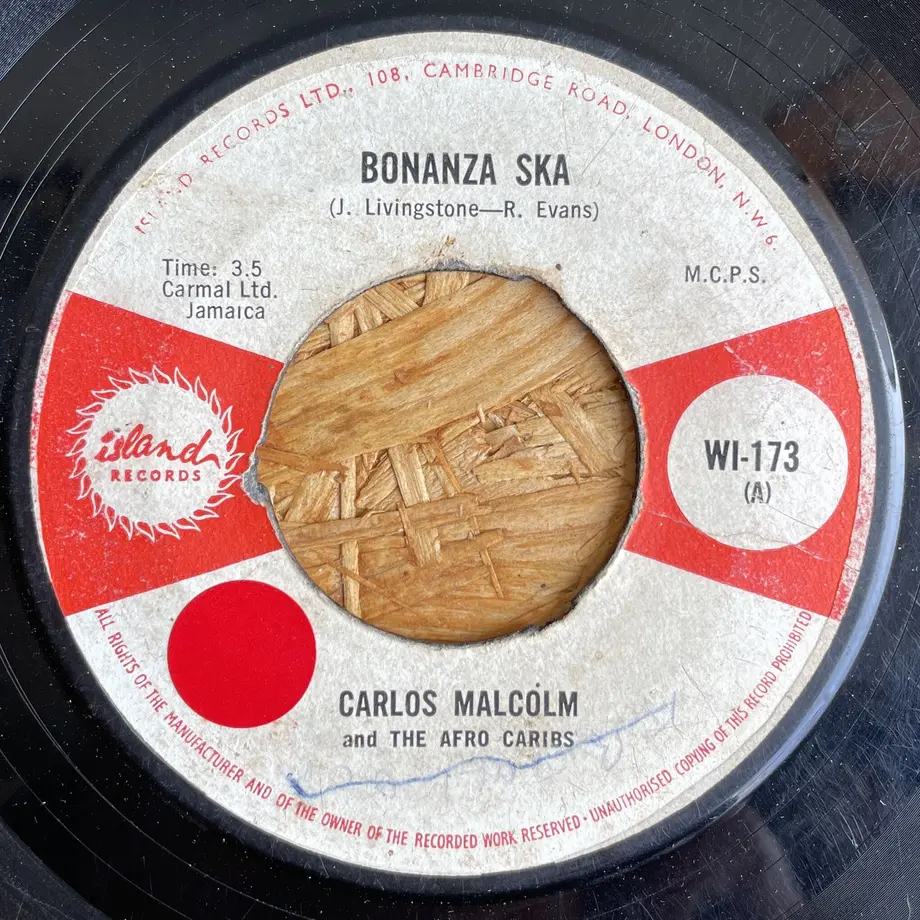 ISLAND RECORDS LTD., 108, CAMBRIDGE ROAD, LONDON, N.W.6.
BONANZA SKA
(J. Livingstone—R. Evans)
Time: 3.5
Carmal Ltd.
Jamaica
M.C.P.S.
island
RECORDS
WI-173
(A)
CARLOS MALCOLM
and THE AFRO CARIBS
ALL RIGHTS OF THE MANUFACTURER AND OF THE OWNER OF THE RECORDED WORK RESERVED · UNAUTHORISED COPYING OF THIS RECORD PROHIBITED